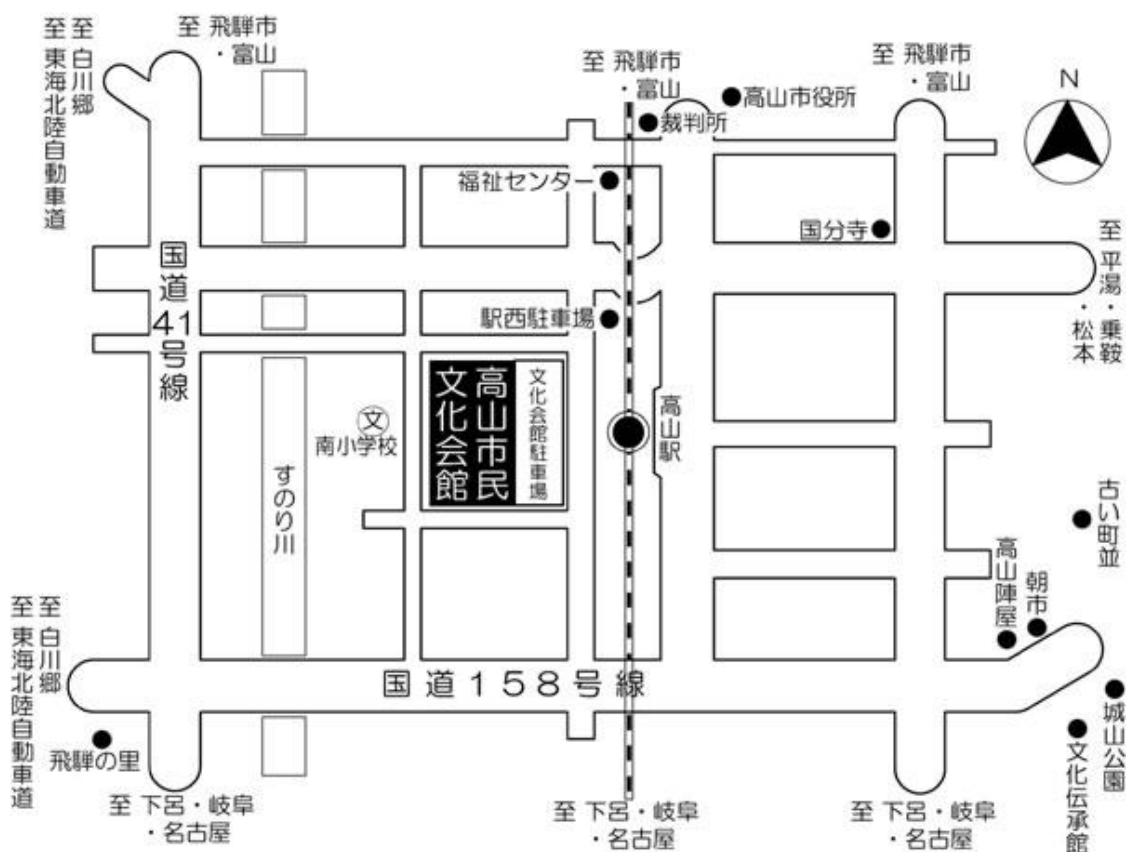 至 白川郷
至 東海北陸自動車道
至 飛騨市
・富山
至 飛騨市
・富山
至 飛騨市
・富山
N
高山市役所
裁判所
福祉センター
国分寺
至 平湯・乗鞍
・松本
国道41号線
駅西駐車場
高山市民
文化会館
文化会館駐車場
高山駅
文
南小学校
すのり川
古い町並
高山陣屋
朝市
至 白川郷
至 東海北陸自動車道
国道158号線
飛騨の里
城山公園
文化伝承館
至 下呂・岐阜
・名古屋
至 下呂・岐阜
・名古屋
至 下呂・岐阜
・名古屋